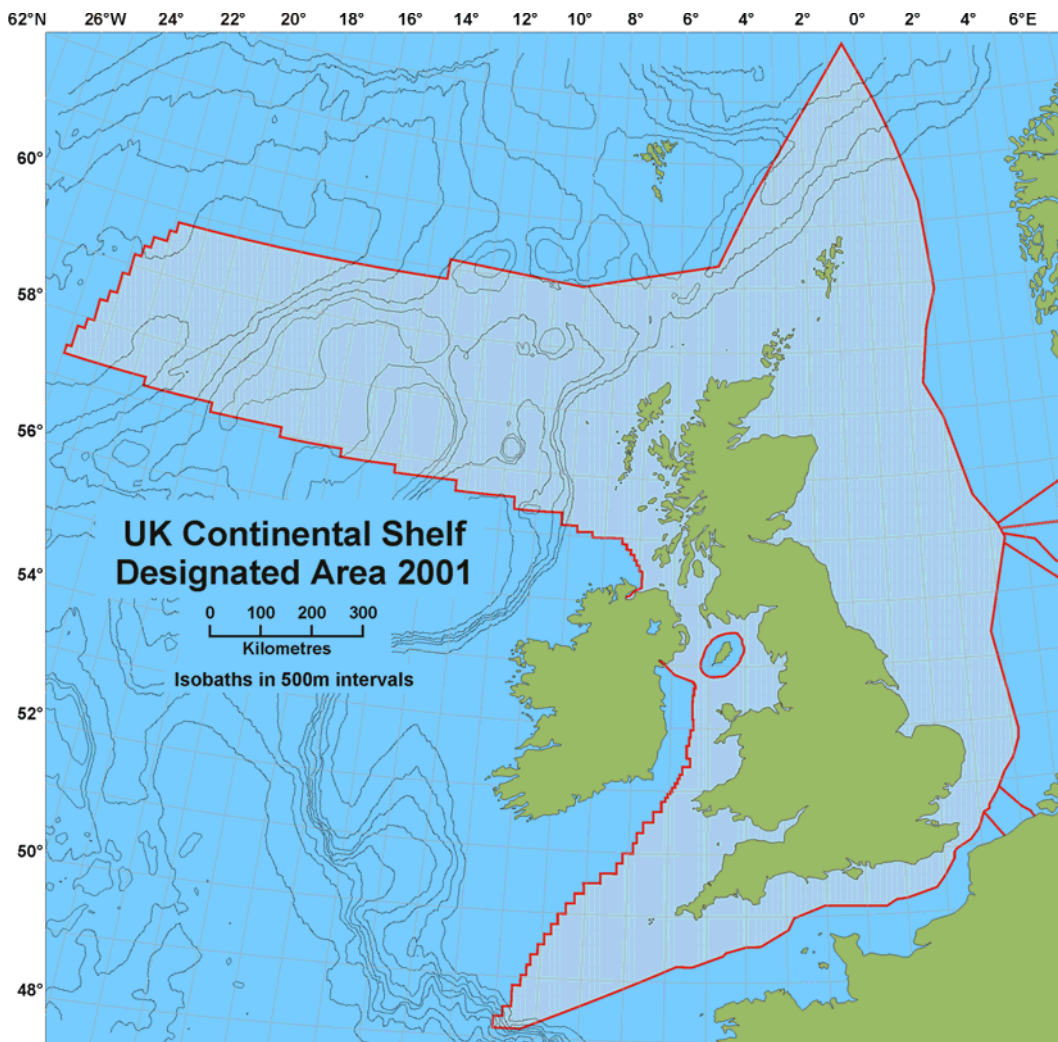 62°N 26°W 24° 22° 20° 18° 16° 14° 12° 10° 8° 6° 4° 2° 0° 2° 4° 6°E
60°
58°
56°
54°
52°
50°
48°
UK Continental Shelf
Designated Area 2001
0 100 200 300
Kilometres
Isobaths in 500m intervals